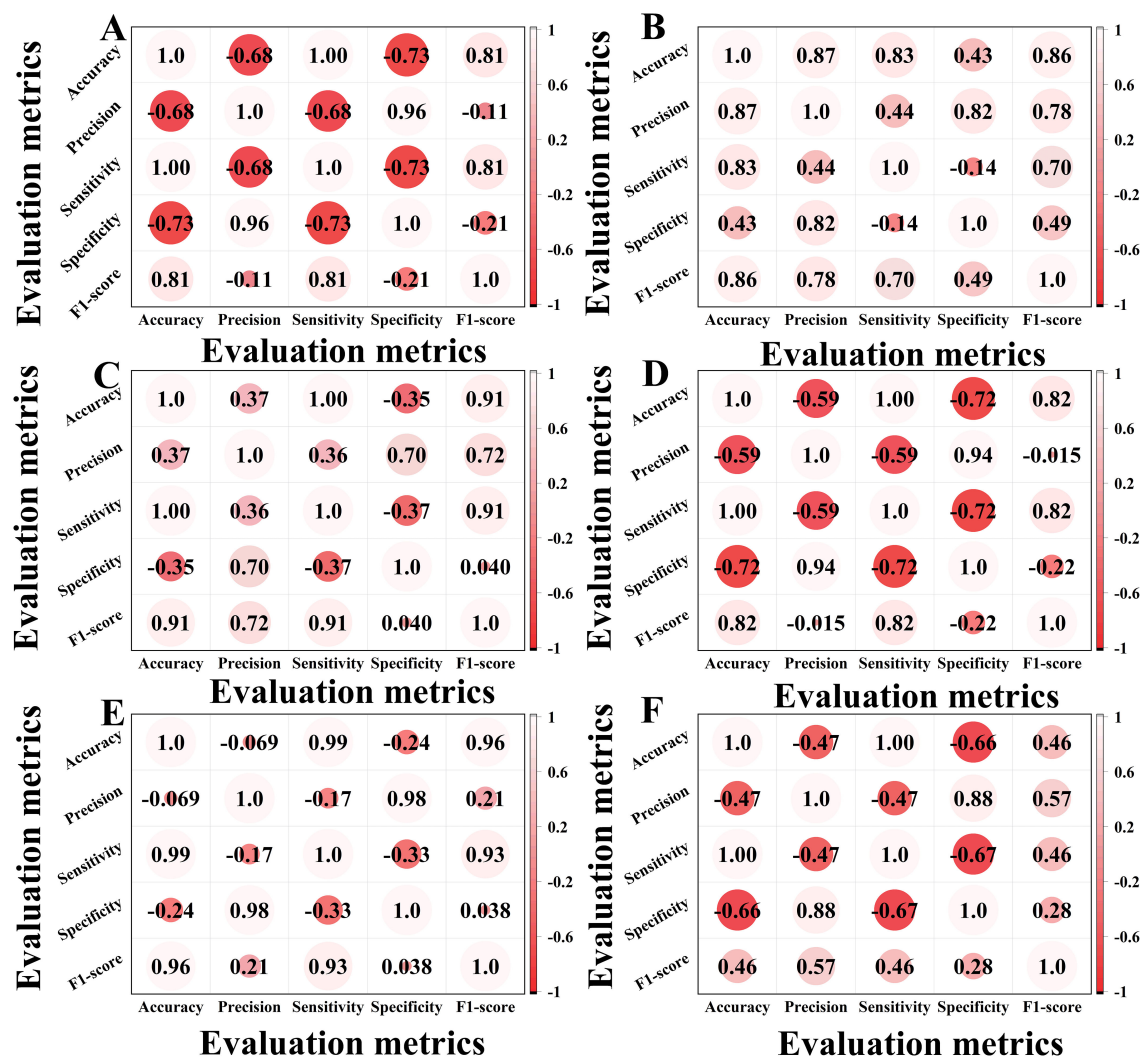 A
Evaluation metrics
Accuracy 1.0 -0.68 1.00 -0.73 0.81
Precision -0.68 1.0 -0.68 0.96 -0.11
Sensitivity 1.00 -0.68 1.0 -0.73 0.81
Specificity -0.73 0.96 -0.73 1.0 -0.21
F1-score 0.81 -0.11 0.81 -0.21 1.0
Accuracy Precision Sensitivity Specificity F1-score
Evaluation metrics
1
0.6
0.2
-0.2
-0.6
-1
B
Evaluation metrics
Accuracy 1.0 0.87 0.83 0.43 0.86
Precision 0.87 1.0 0.44 0.82 0.78
Sensitivity 0.83 0.44 1.0 -0.14 0.70
Specificity 0.43 0.82 -0.14 1.0 0.49
F1-score 0.86 0.78 0.70 0.49 1.0
Accuracy Precision Sensitivity Specificity F1-score
Evaluation metrics
1
0.6
0.2
-0.2
-0.6
-1
C
Evaluation metrics
Accuracy 1.0 0.37 1.00 -0.35 0.91
Precision 0.37 1.0 0.36 0.70 0.72
Sensitivity 1.00 0.36 1.0 -0.37 0.91
Specificity -0.35 0.70 -0.37 1.0 0.040
F1-score 0.91 0.72 0.91 0.040 1.0
Accuracy Precision Sensitivity Specificity F1-score
Evaluation metrics
1
0.6
0.2
-0.2
-0.6
-1
D
Evaluation metrics
Accuracy 1.0 -0.59 1.00 -0.72 0.82
Precision -0.59 1.0 -0.59 0.94 -0.015
Sensitivity 1.00 -0.59 1.0 -0.72 0.82
Specificity -0.72 0.94 -0.72 1.0 -0.22
F1-score 0.82 -0.015 0.82 -0.22 1.0
Accuracy Precision Sensitivity Specificity F1-score
Evaluation metrics
1
0.6
0.2
-0.2
-0.6
-1
E
Evaluation metrics
Accuracy 1.0 -0.069 0.99 -0.24 0.96
Precision -0.069 1.0 -0.17 0.98 0.21
Sensitivity 0.99 -0.17 1.0 -0.33 0.93
Specificity -0.24 0.98 -0.33 1.0 0.038
F1-score 0.96 0.21 0.93 0.038 1.0
Accuracy Precision Sensitivity Specificity F1-score
Evaluation metrics
1
0.6
0.2
-0.2
-0.6
-1
F
Evaluation metrics
Accuracy 1.0 -0.47 1.00 -0.66 0.46
Precision -0.47 1.0 -0.47 0.88 0.57
Sensitivity 1.00 -0.47 1.0 -0.67 0.46
Specificity -0.66 0.88 -0.67 1.0 0.28
F1-score 0.46 0.57 0.46 0.28 1.0
Accuracy Precision Sensitivity Specificity F1-score
Evaluation metrics
1
0.6
0.2
-0.2
-0.6
-1